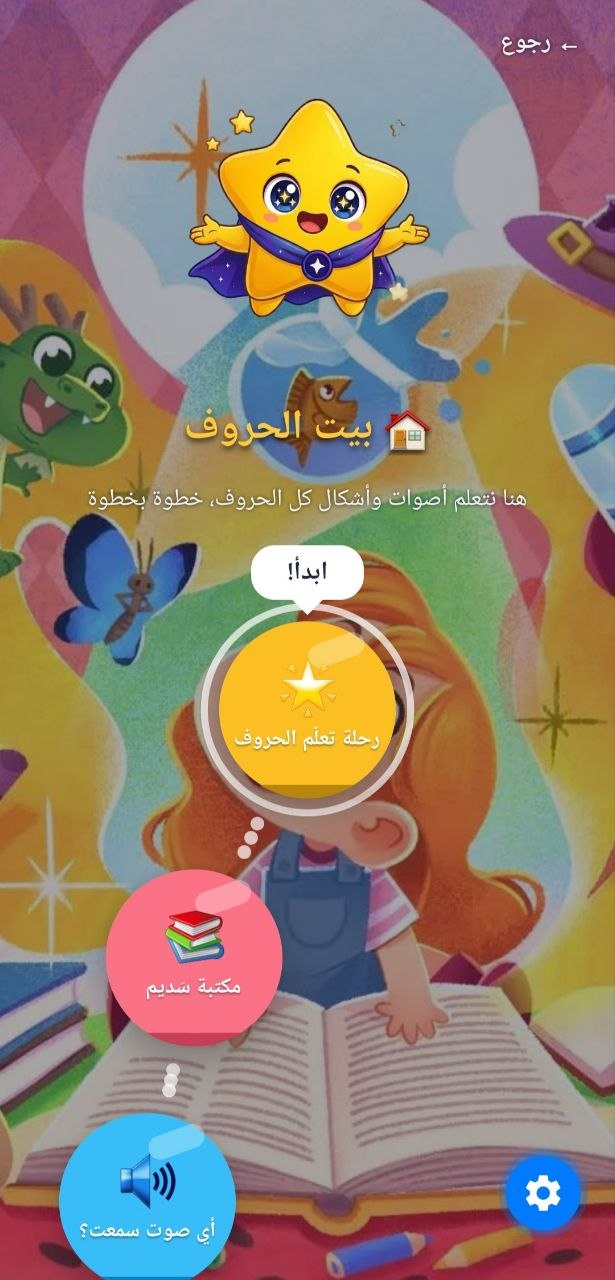 ← رجوع
🏠 بيت الحروف
هنا نتعلم أصوات وأشكال كل الحروف، خطوة بخطوة
ابدأ!
رحلة تعلّم الحروف
مكتبة سَديم
أي صوت سمعت؟